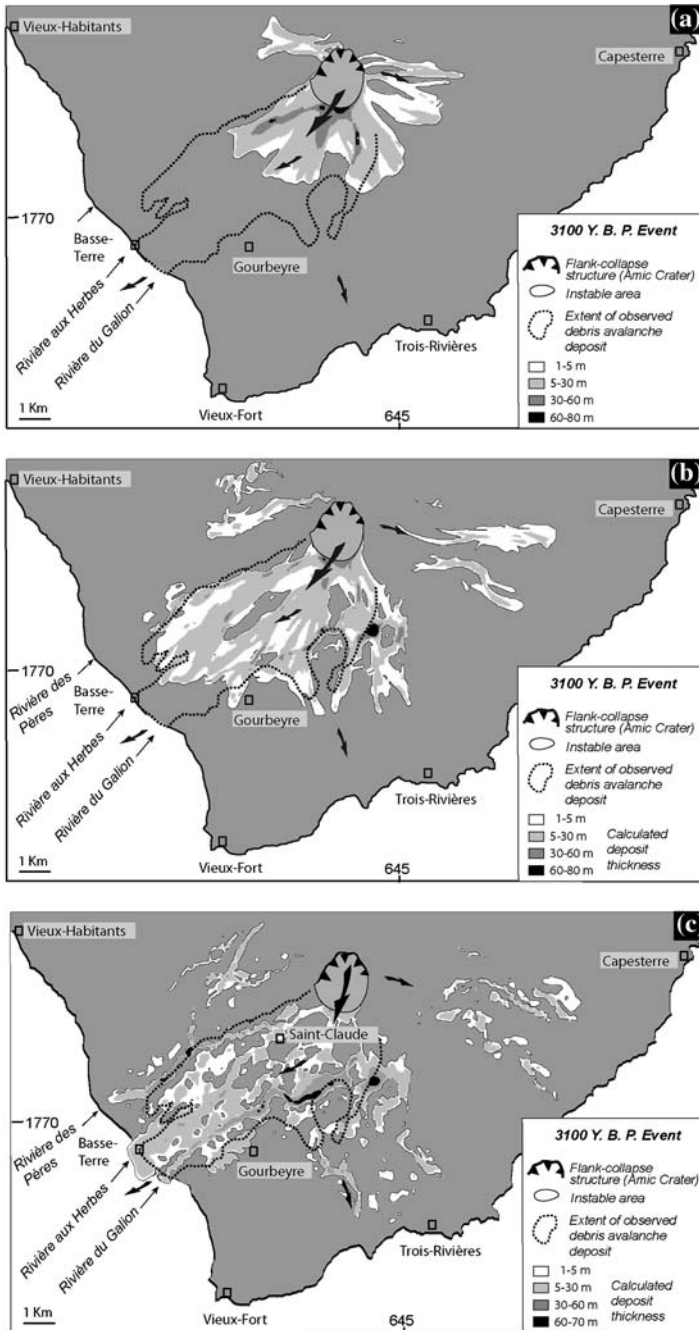 (a)
Vieux-Habitants
Capesterre
1770
Basse-
Terre
Gourbeyre
Rivière aux Herbes
Rivière du Galion
Trois-Rivières
Vieux-Fort
645
1 Km
3100 Y. B. P. Event
Flank-collapse
structure (Amic Crater)
Instable area
Extent of observed
debris avalanche
deposit
1-5 m
5-30 m
30-60 m
60-80 m
(b)
Vieux-Habitants
Capesterre
1770
Rivière des
Pères
Basse-
Terre
Gourbeyre
Rivière aux Herbes
Rivière du Galion
Trois-Rivières
Vieux-Fort
645
1 Km
3100 Y. B. P. Event
Flank-collapse
structure (Amic Crater)
Instable area
Extent of observed
debris avalanche
deposit
1-5 m
5-30 m Calculated
30-60 m deposit
60-80 m thickness
(c)
Vieux-Habitants
Capesterre
Saint-Claude
1770
Rivière des
Pères
Basse-
Terre
Gourbeyre
Rivière aux Herbes
Rivière du Galion
Trois-Rivières
Vieux-Fort
645
1 Km
3100 Y. B. P. Event
Flank-collapse
structure (Amic Crater)
Instable area
Extent of observed
debris avalanche
deposit
1-5 m
5-30 m Calculated
30-60 m deposit
60-70 m thickness